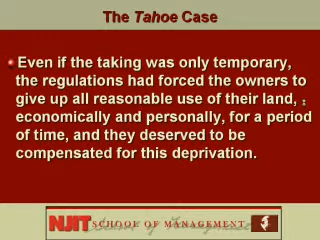 The Tahoe Case
Even if the taking was only temporary,
the regulations had forced the owners to
give up all reasonable use of their land,
economically and personally, for a period
of time, and they deserved to be
compensated for this deprivation.
NJIT SCHOOL OF MANAGEMENT